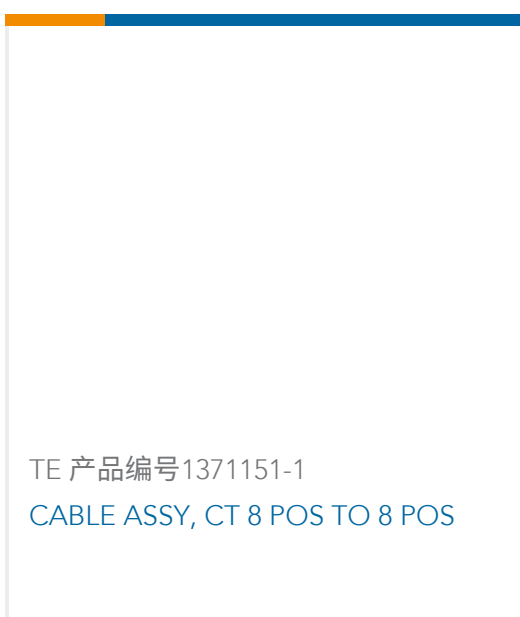 TE 产品编号1371151-1
CABLE ASSY, CT 8 POS TO 8 POS